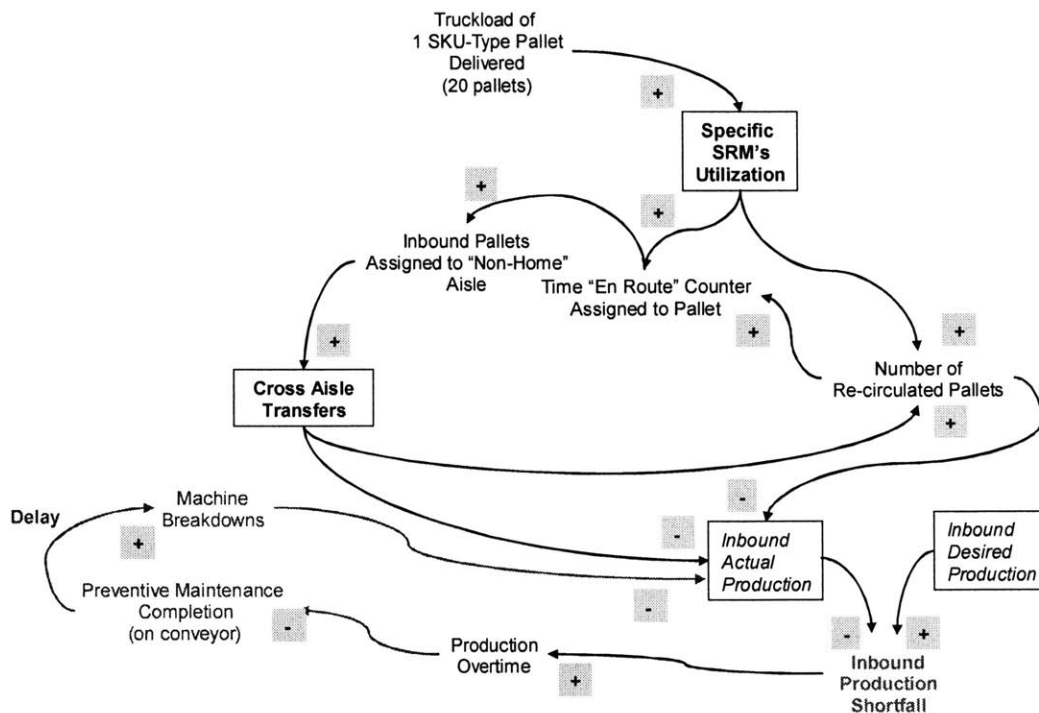 Truckload of
1 SKU-Type Pallet
Delivered
(20 pallets)
+
Specific
SRM's
Utilization
+
+
Inbound Pallets
Assigned to "Non-Home"
Aisle
Time "En Route" Counter
Assigned to Pallet
+
+
+
Number of
Re-circulated Pallets
+
Cross Aisle
Transfers
-
Delay
Machine
Breakdowns
+
-
-
Inbound
Actual
Production
Inbound
Desired
Production
Preventive Maintenance
Completion
(on conveyor)
-
-
+
Production
Overtime
+
Inbound
Production
Shortfall